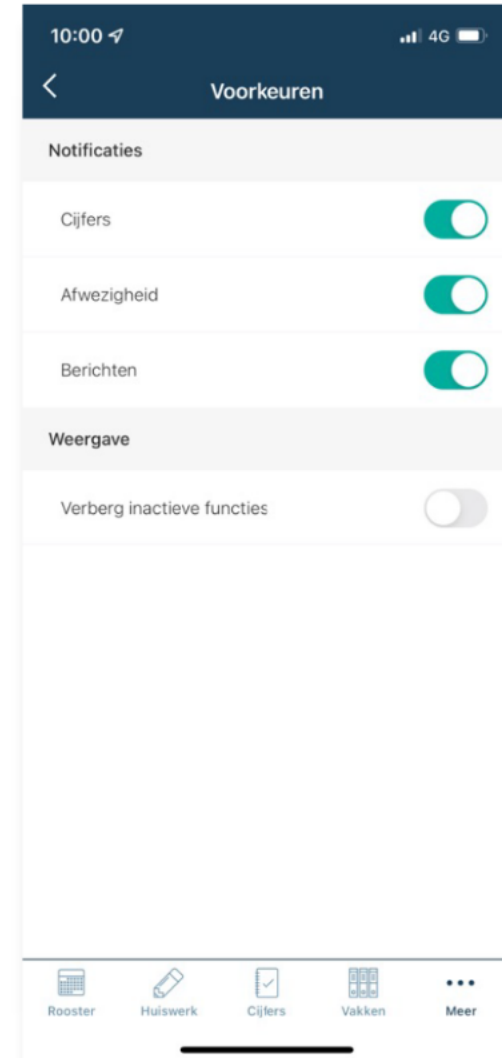 10:00 4G
Voorkeuren
Notificaties
Cijfers
Afwezigheid
Berichten
Weergave
Verberg inactieve functies
Rooster Huiswerk Cijfers Vakken Meer